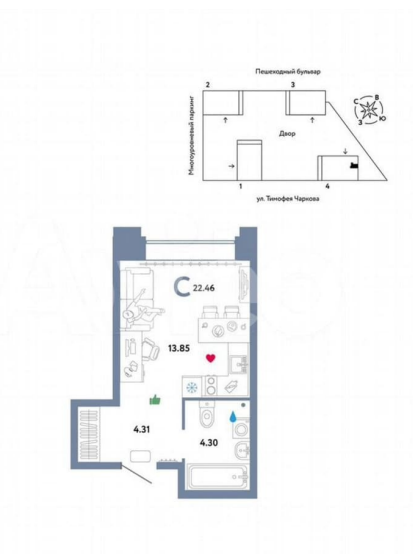 Пешеходный бульвар
2
3
Многоуровневый паркинг
Двор
С
В
З
Ю
1
4
ул. Тимофея Чаркова
С 22.46
13.85
4.31
4.30